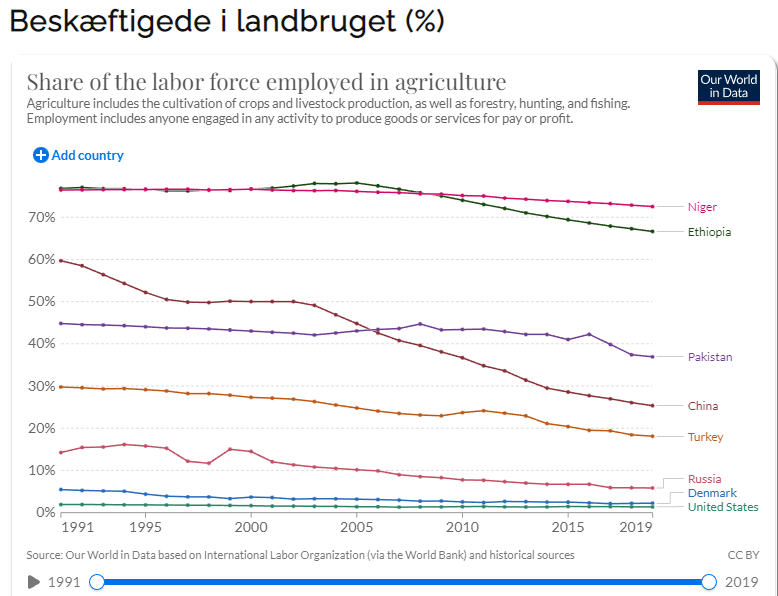 Beskæftigede i landbruget (%)
Share of the labor force employed in agriculture
Our World
in Data
Agriculture includes the cultivation of crops and livestock production, as well as forestry, hunting, and fishing.
Employment includes anyone engaged in any activity to produce goods or services for pay or profit.
Add country
70%
60%
50%
40%
30%
20%
10%
0%
Niger
Ethiopia
Pakistan
China
Turkey
Russia
Denmark
United States
1991 1995 2000 2005 2010 2015 2019
Source: Our World in Data based on International Labor Organization (via the World Bank) and historical sources CC BY
1991 2019